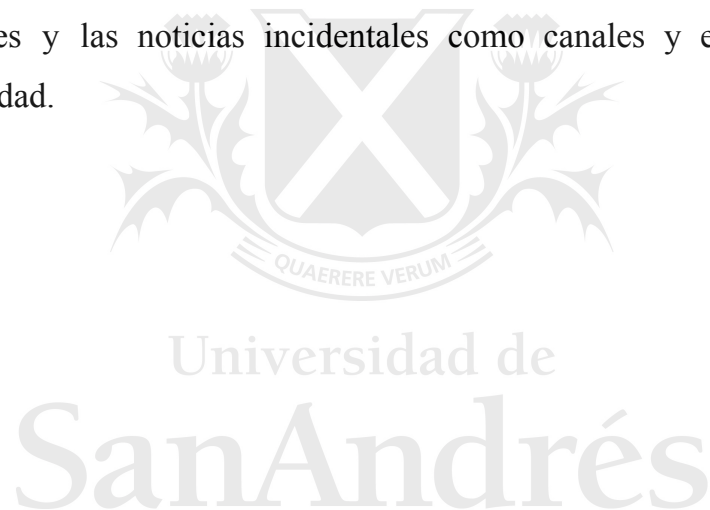 es y las noticias incidentales como canales y e
dad.
QUAERERE VERUM
Universidad de
SanAndrés